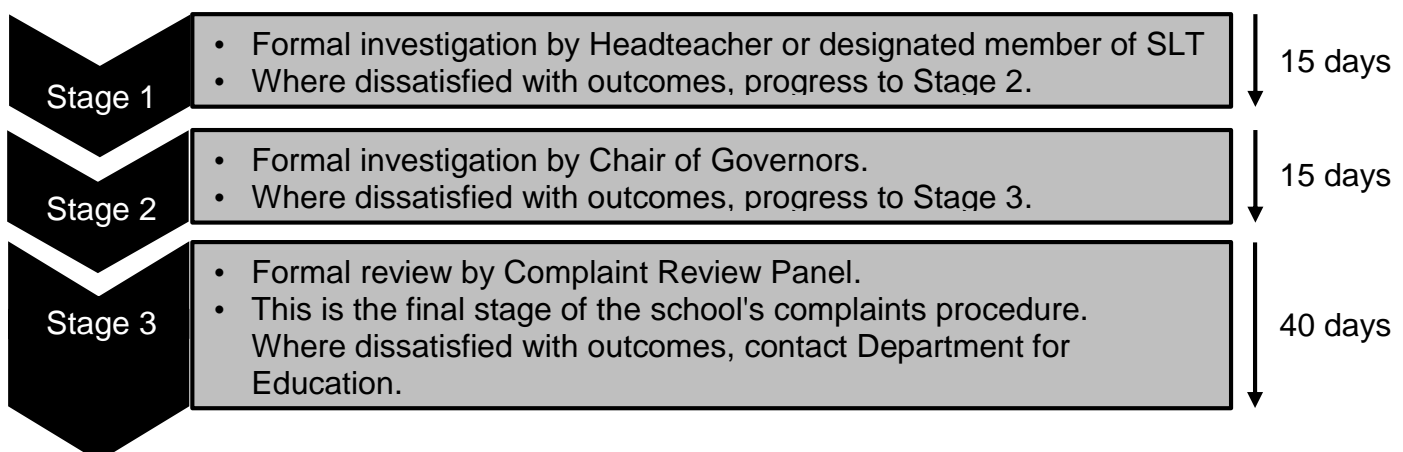 Stage 1
• Formal investigation by Headteacher or designated member of SLT
• Where dissatisfied with outcomes, progress to Stage 2.
15 days
Stage 2
• Formal investigation by Chair of Governors.
• Where dissatisfied with outcomes, progress to Stage 3.
15 days
Stage 3
• Formal review by Complaint Review Panel.
• This is the final stage of the school's complaints procedure.
Where dissatisfied with outcomes, contact Department for
Education.
40 days